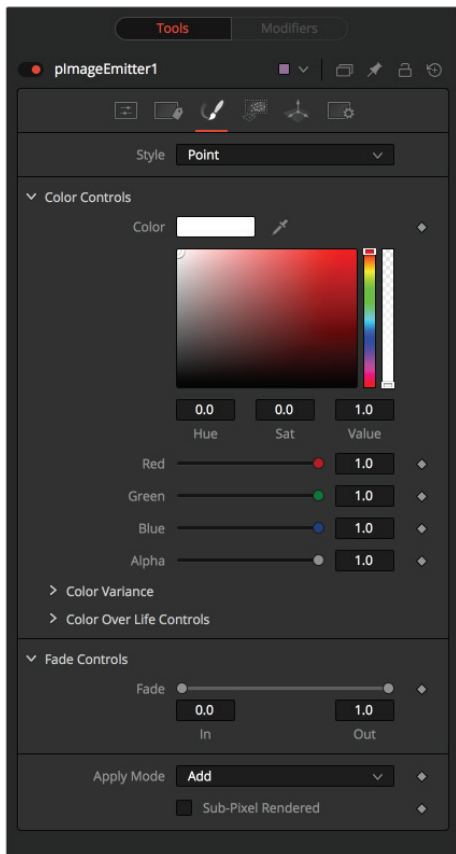 Tools Modifiers
pImageEmitter1
Style Point
Color Controls
Color
0.0 0.0 1.0
Hue Sat Value
Red 1.0
Green 1.0
Blue 1.0
Alpha 1.0
Color Variance
Color Over Life Controls
Fade Controls
Fade
0.0 1.0
In Out
Apply Mode Add
Sub-Pixel Rendered